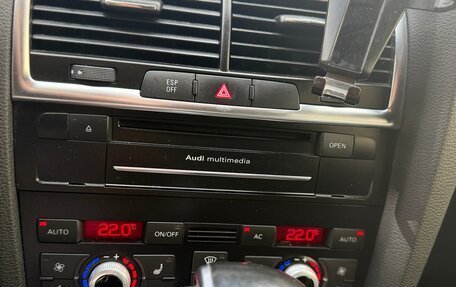 ESP
OFF
OPEN
Audi multimedia
AUTO 22.0° ON/OFF AC 22.0° AUTO